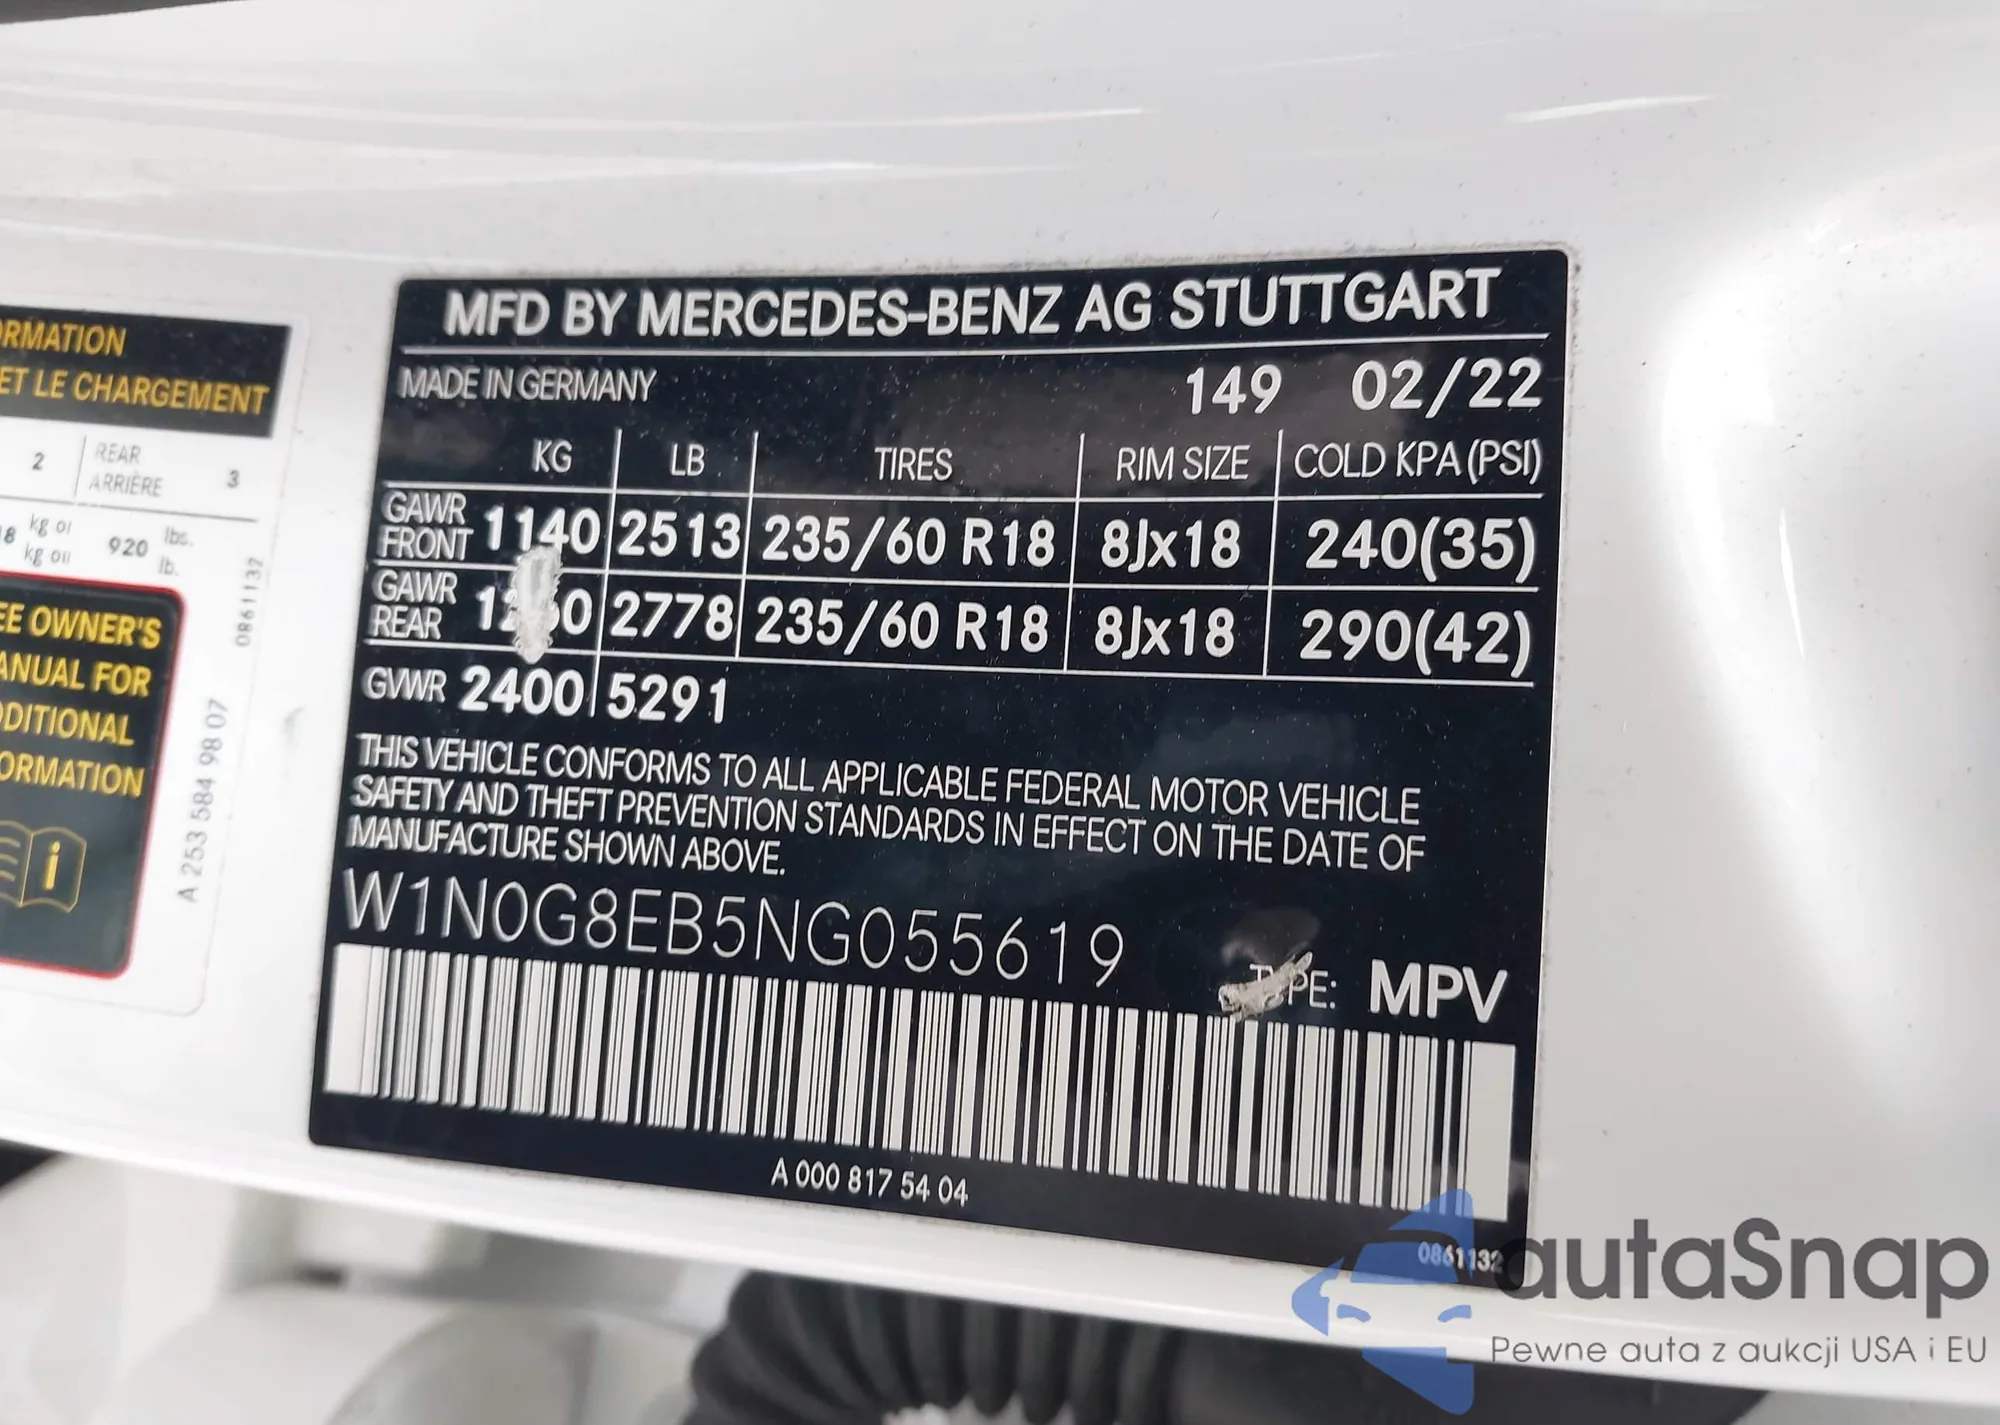 RMATION
ET LE CHARGEMENT
2 REAR ARRIÈRE 3
kg or 920 lbs.
kg ou lb.
0861132
EE OWNER'S
ANUAL FOR
DDITIONAL
ORMATION
A 253 584 98 07
MFD BY MERCEDES-BENZ AG STUTTGART
MADE IN GERMANY 149 02/22
KG LB TIRES RIM SIZE COLD KPA (PSI)
GAWR FRONT 1140 2513 235/60 R18 8Jx18 240(35)
GAWR REAR 2778 235/60 R18 8Jx18 290(42)
GVWR 2400 5291
THIS VEHICLE CONFORMS TO ALL APPLICABLE FEDERAL MOTOR VEHICLE
SAFETY AND THEFT PREVENTION STANDARDS IN EFFECT ON THE DATE OF
MANUFACTURE SHOWN ABOVE.
W1N0G8EB5NG055619
TYPE: MPV
A 000 817 54 04
0861132
autaSnap
Pewne auta z aukcji USA i EU